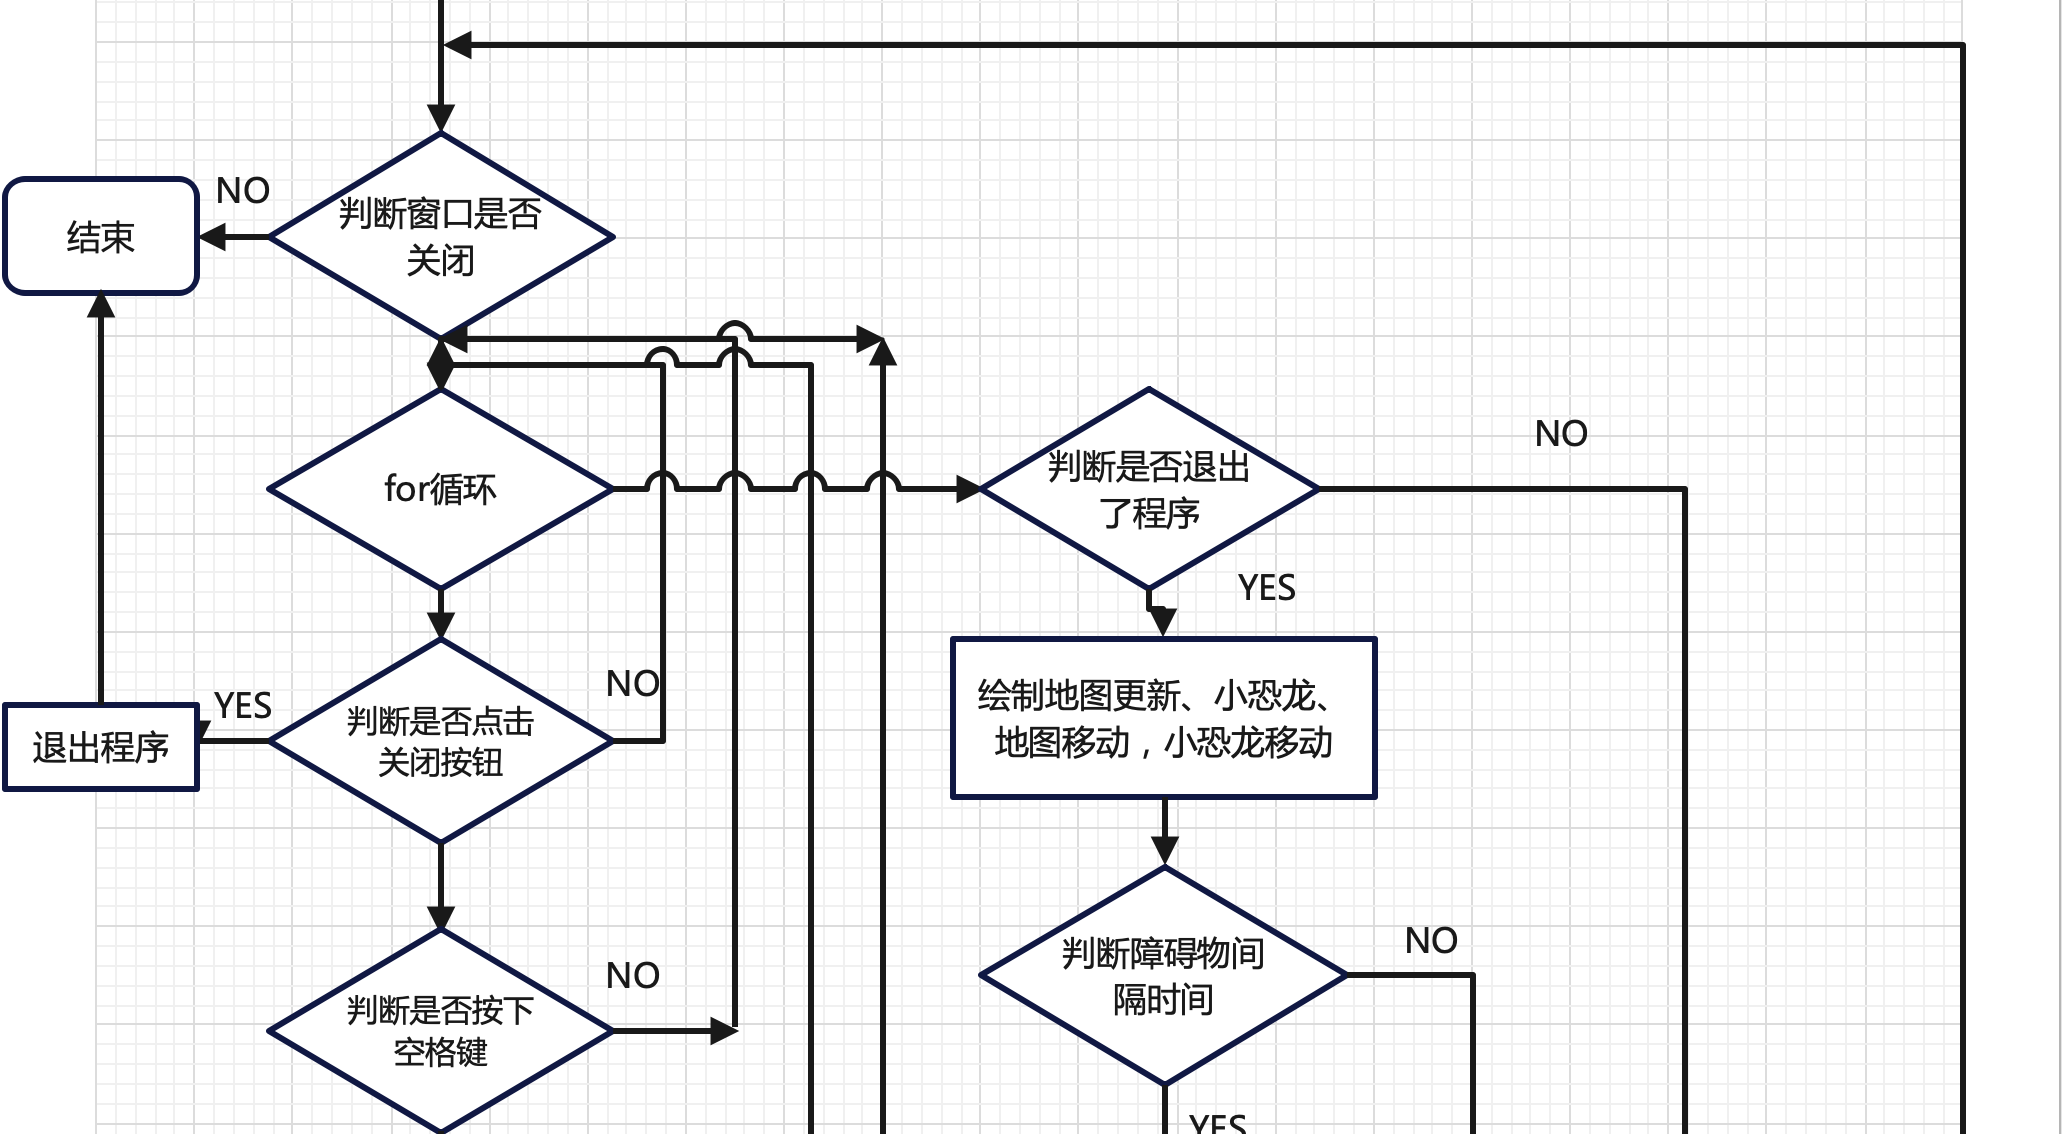 NO
判断窗口是否
关闭
结束
for循环
判断是否退出
了程序
NO
YES
NO
YES
判断是否点击
关闭按钮
退出程序
绘制地图更新、小恐龙、
地图移动，小恐龙移动
NO
判断是否按下
空格键
判断障碍物间
隔时间
NO
YES